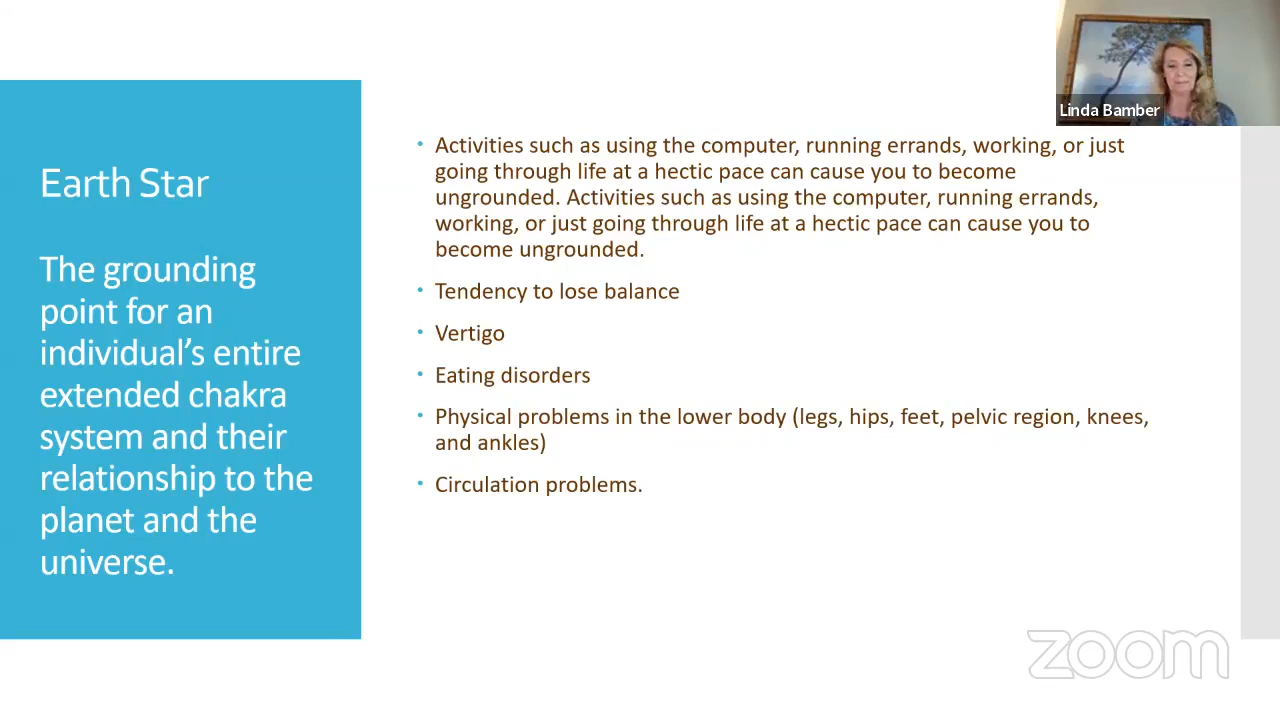 Linda Bamber
Earth Star
The grounding
point for an
individual's entire
extended chakra
system and their
relationship to the
planet and the
universe.
• Activities such as using the computer, running errands, working, or just
going through life at a hectic pace can cause you to become
ungrounded. Activities such as using the computer, running errands,
working, or just going through life at a hectic pace can cause you to
become ungrounded.
• Tendency to lose balance
• Vertigo
• Eating disorders
• Physical problems in the lower body (legs, hips, feet, pelvic region, knees,
and ankles)
• Circulation problems.
zoom